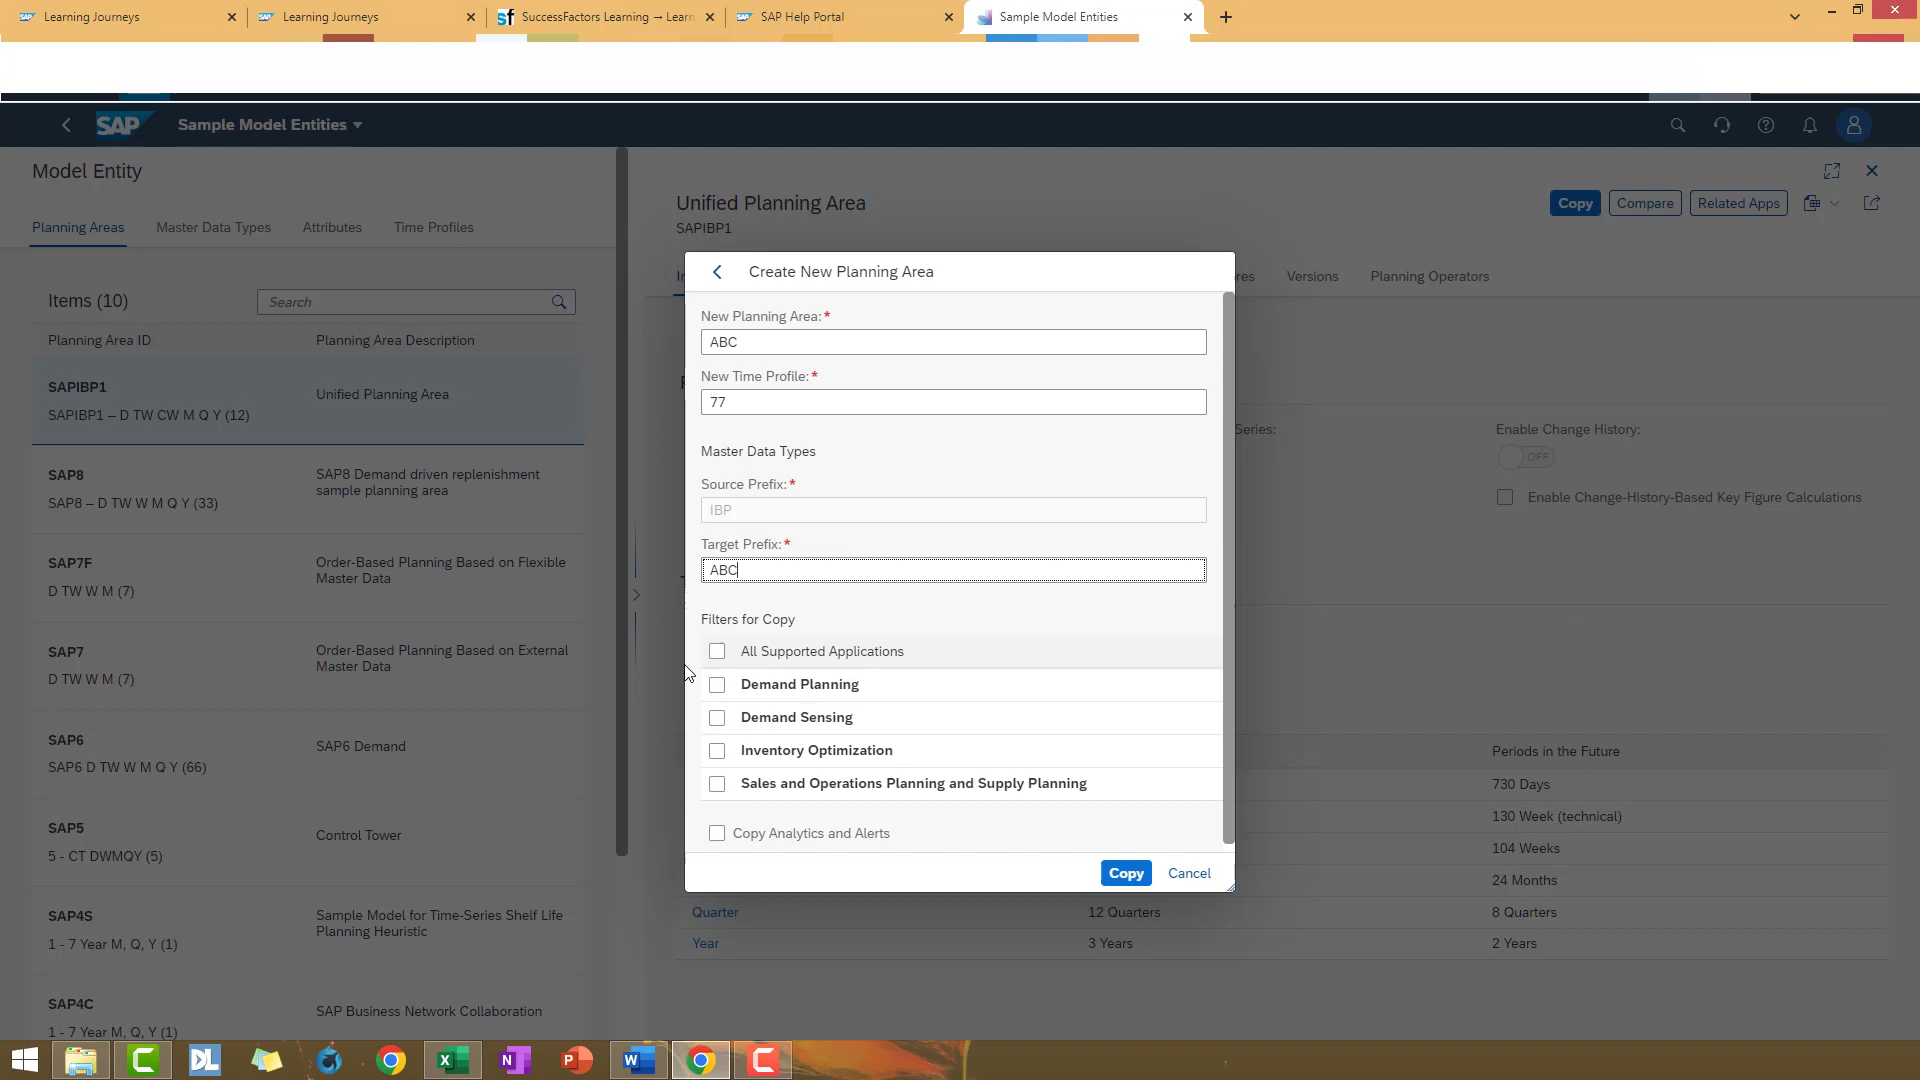 Learning Journeys
Learning Journeys
SuccessFactors Learning → Learn
SAP Help Portal
Sample Model Entities
SAP
Sample Model Entities
Model Entity
Planning Areas
Master Data Types
Attributes
Time Profiles
Items (10)
Search
Planning Area ID
Planning Area Description
SAPIBP1
SAPIBP1 – D TW CW M Q Y (12)
Unified Planning Area
SAP8
SAP8 – D TW W M Q Y (33)
SAP8 Demand driven replenishment
sample planning area
SAP7F
D TW W M (7)
Order-Based Planning Based on Flexible
Master Data
SAP7
D TW W M (7)
Order-Based Planning Based on External
Master Data
SAP6
SAP6 D TW W M Q Y (66)
SAP6 Demand
SAP5
5 - CT DWMQY (5)
Control Tower
SAP4S
1 - 7 Year M, Q, Y (1)
Sample Model for Time-Series Shelf Life
Planning Heuristic
SAP4C
1 - 7 Year M, Q, Y (1)
SAP Business Network Collaboration
Unified Planning Area
SAPIBP1
Copy
Compare
Related Apps
Versions
Planning Operators
Series:
Enable Change History:
OFF
Enable Change-History-Based Key Figure Calculations
Create New Planning Area
New Planning Area:*
ABC
New Time Profile:*
77
Master Data Types
Source Prefix:*
IBP
Target Prefix:*
ABC
Filters for Copy
All Supported Applications
Demand Planning
Demand Sensing
Inventory Optimization
Sales and Operations Planning and Supply Planning
Copy Analytics and Alerts
Copy
Cancel
Periods in the Future
730 Days
130 Week (technical)
104 Weeks
24 Months
Quarter
12 Quarters
8 Quarters
Year
3 Years
2 Years